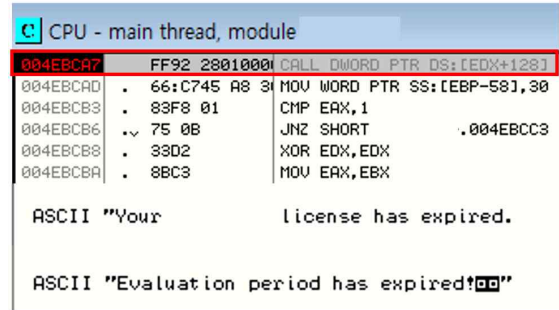 C CPU - main thread, module
004EBCA7 FF92 28010000 CALL DWORD PTR DS:[EDX+128]
004EBCAD . 66:C745 A8 30 MOV WORD PTR SS:[EBP-58],30
004EBCB3 . 83F8 01 CMP EAX,1
004EBCB6 .⌄ 75 0B JNZ SHORT .004EBCC3
004EBCB8 . 33D2 XOR EDX,EDX
004EBCBA . 8BC3 MOV EAX,EBX
ASCII "Your license has expired.
ASCII "Evaluation period has expired!"